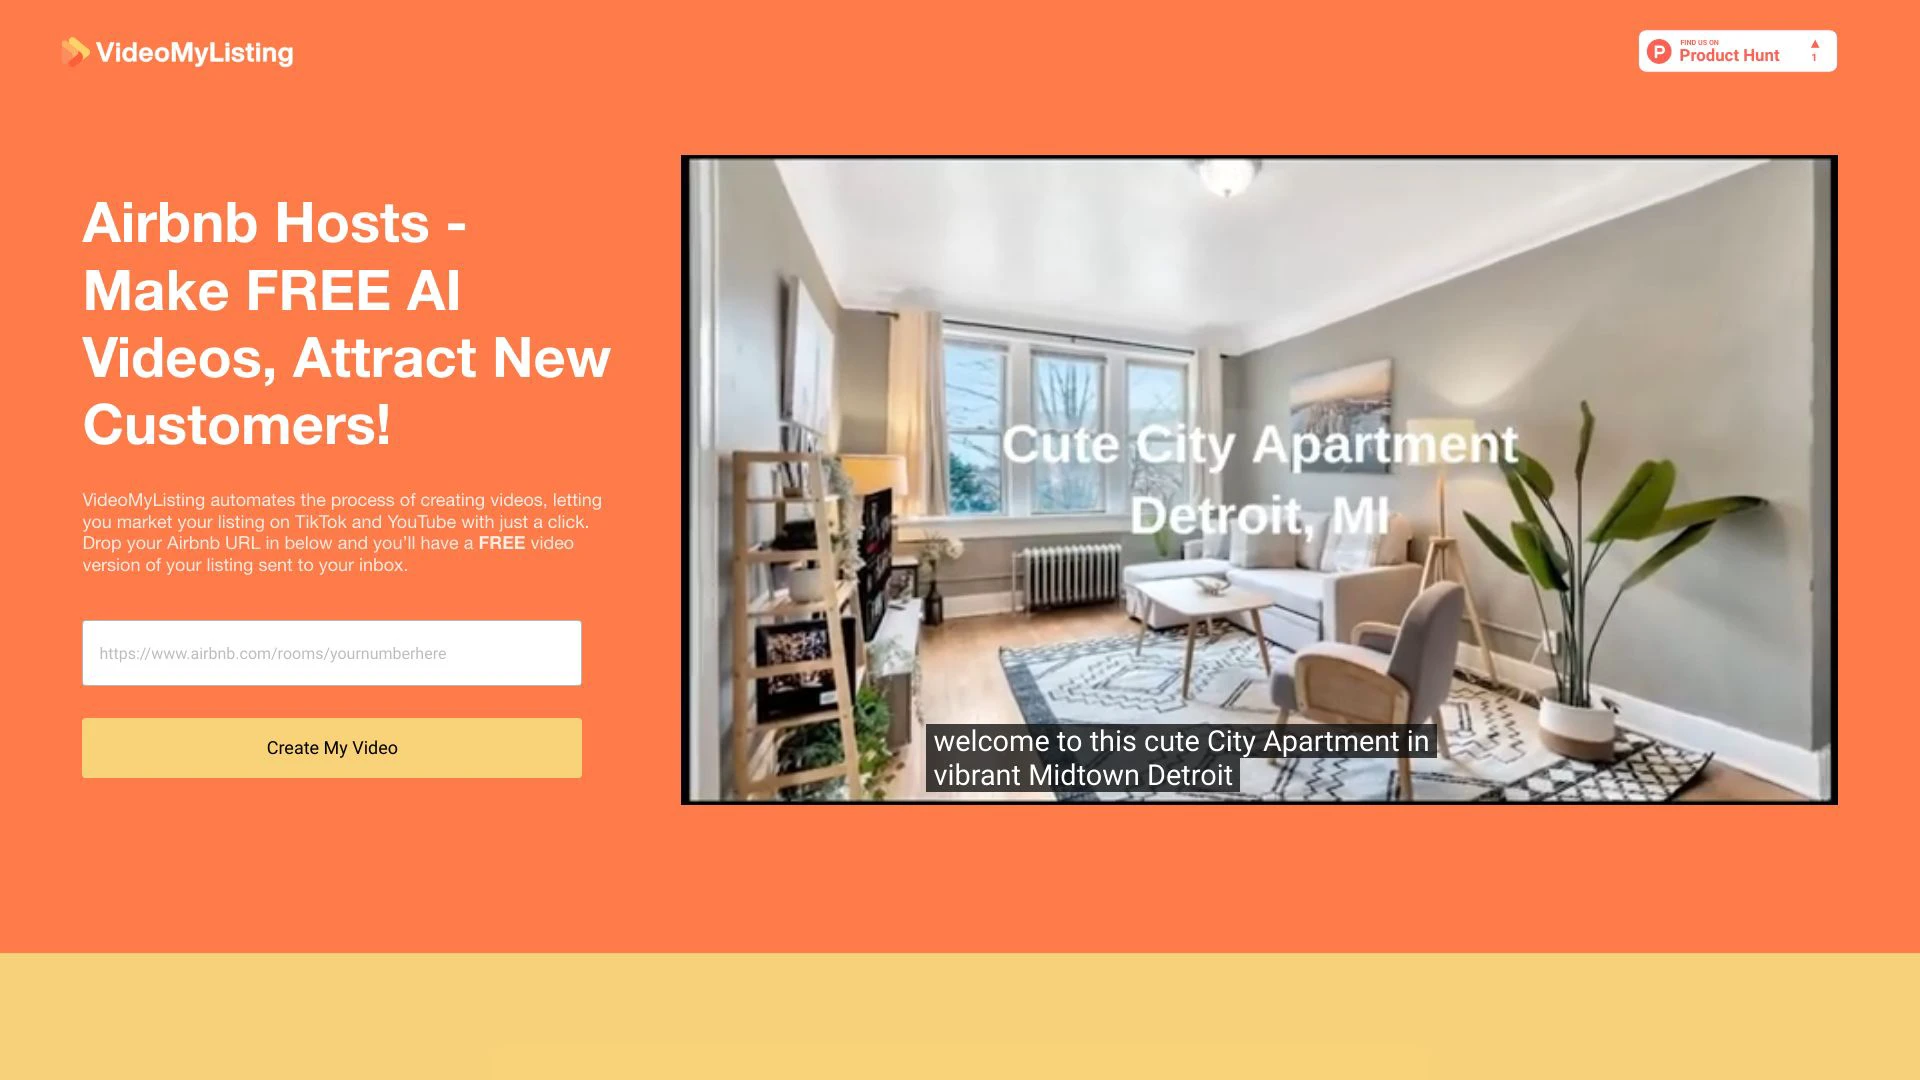 VideoMyListing
FIND US ON
Product Hunt
1
Airbnb Hosts -
Make FREE AI
Videos, Attract New
Customers!
VideoMyListing automates the process of creating videos, letting
you market your listing on TikTok and YouTube with just a click.
Drop your Airbnb URL in below and you’ll have a FREE video
version of your listing sent to your inbox.
https://www.airbnb.com/rooms/yournumberhere
Create My Video
Cute City Apartment
Detroit, MI
welcome to this cute City Apartment in
vibrant Midtown Detroit